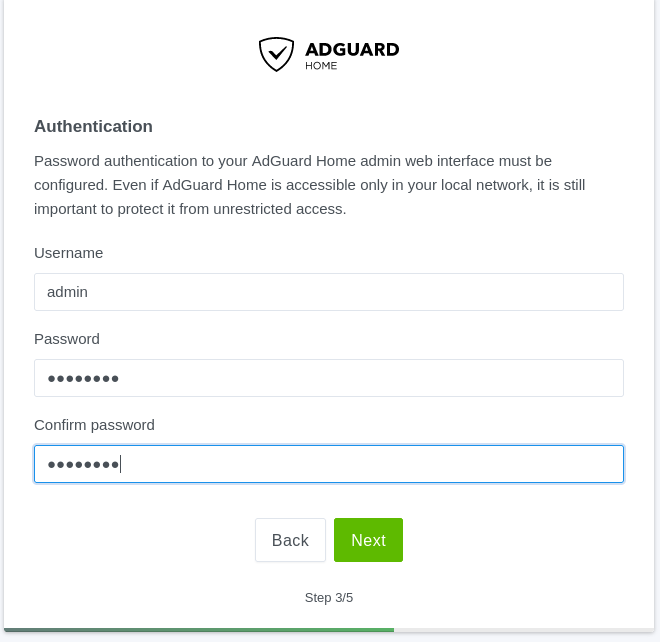 ADGUARD
HOME
Authentication
Password authentication to your AdGuard Home admin web interface must be
configured. Even if AdGuard Home is accessible only in your local network, it is still
important to protect it from unrestricted access.
Username
admin
Password
●●●●●●●●
Confirm password
●●●●●●●●
Back Next
Step 3/5